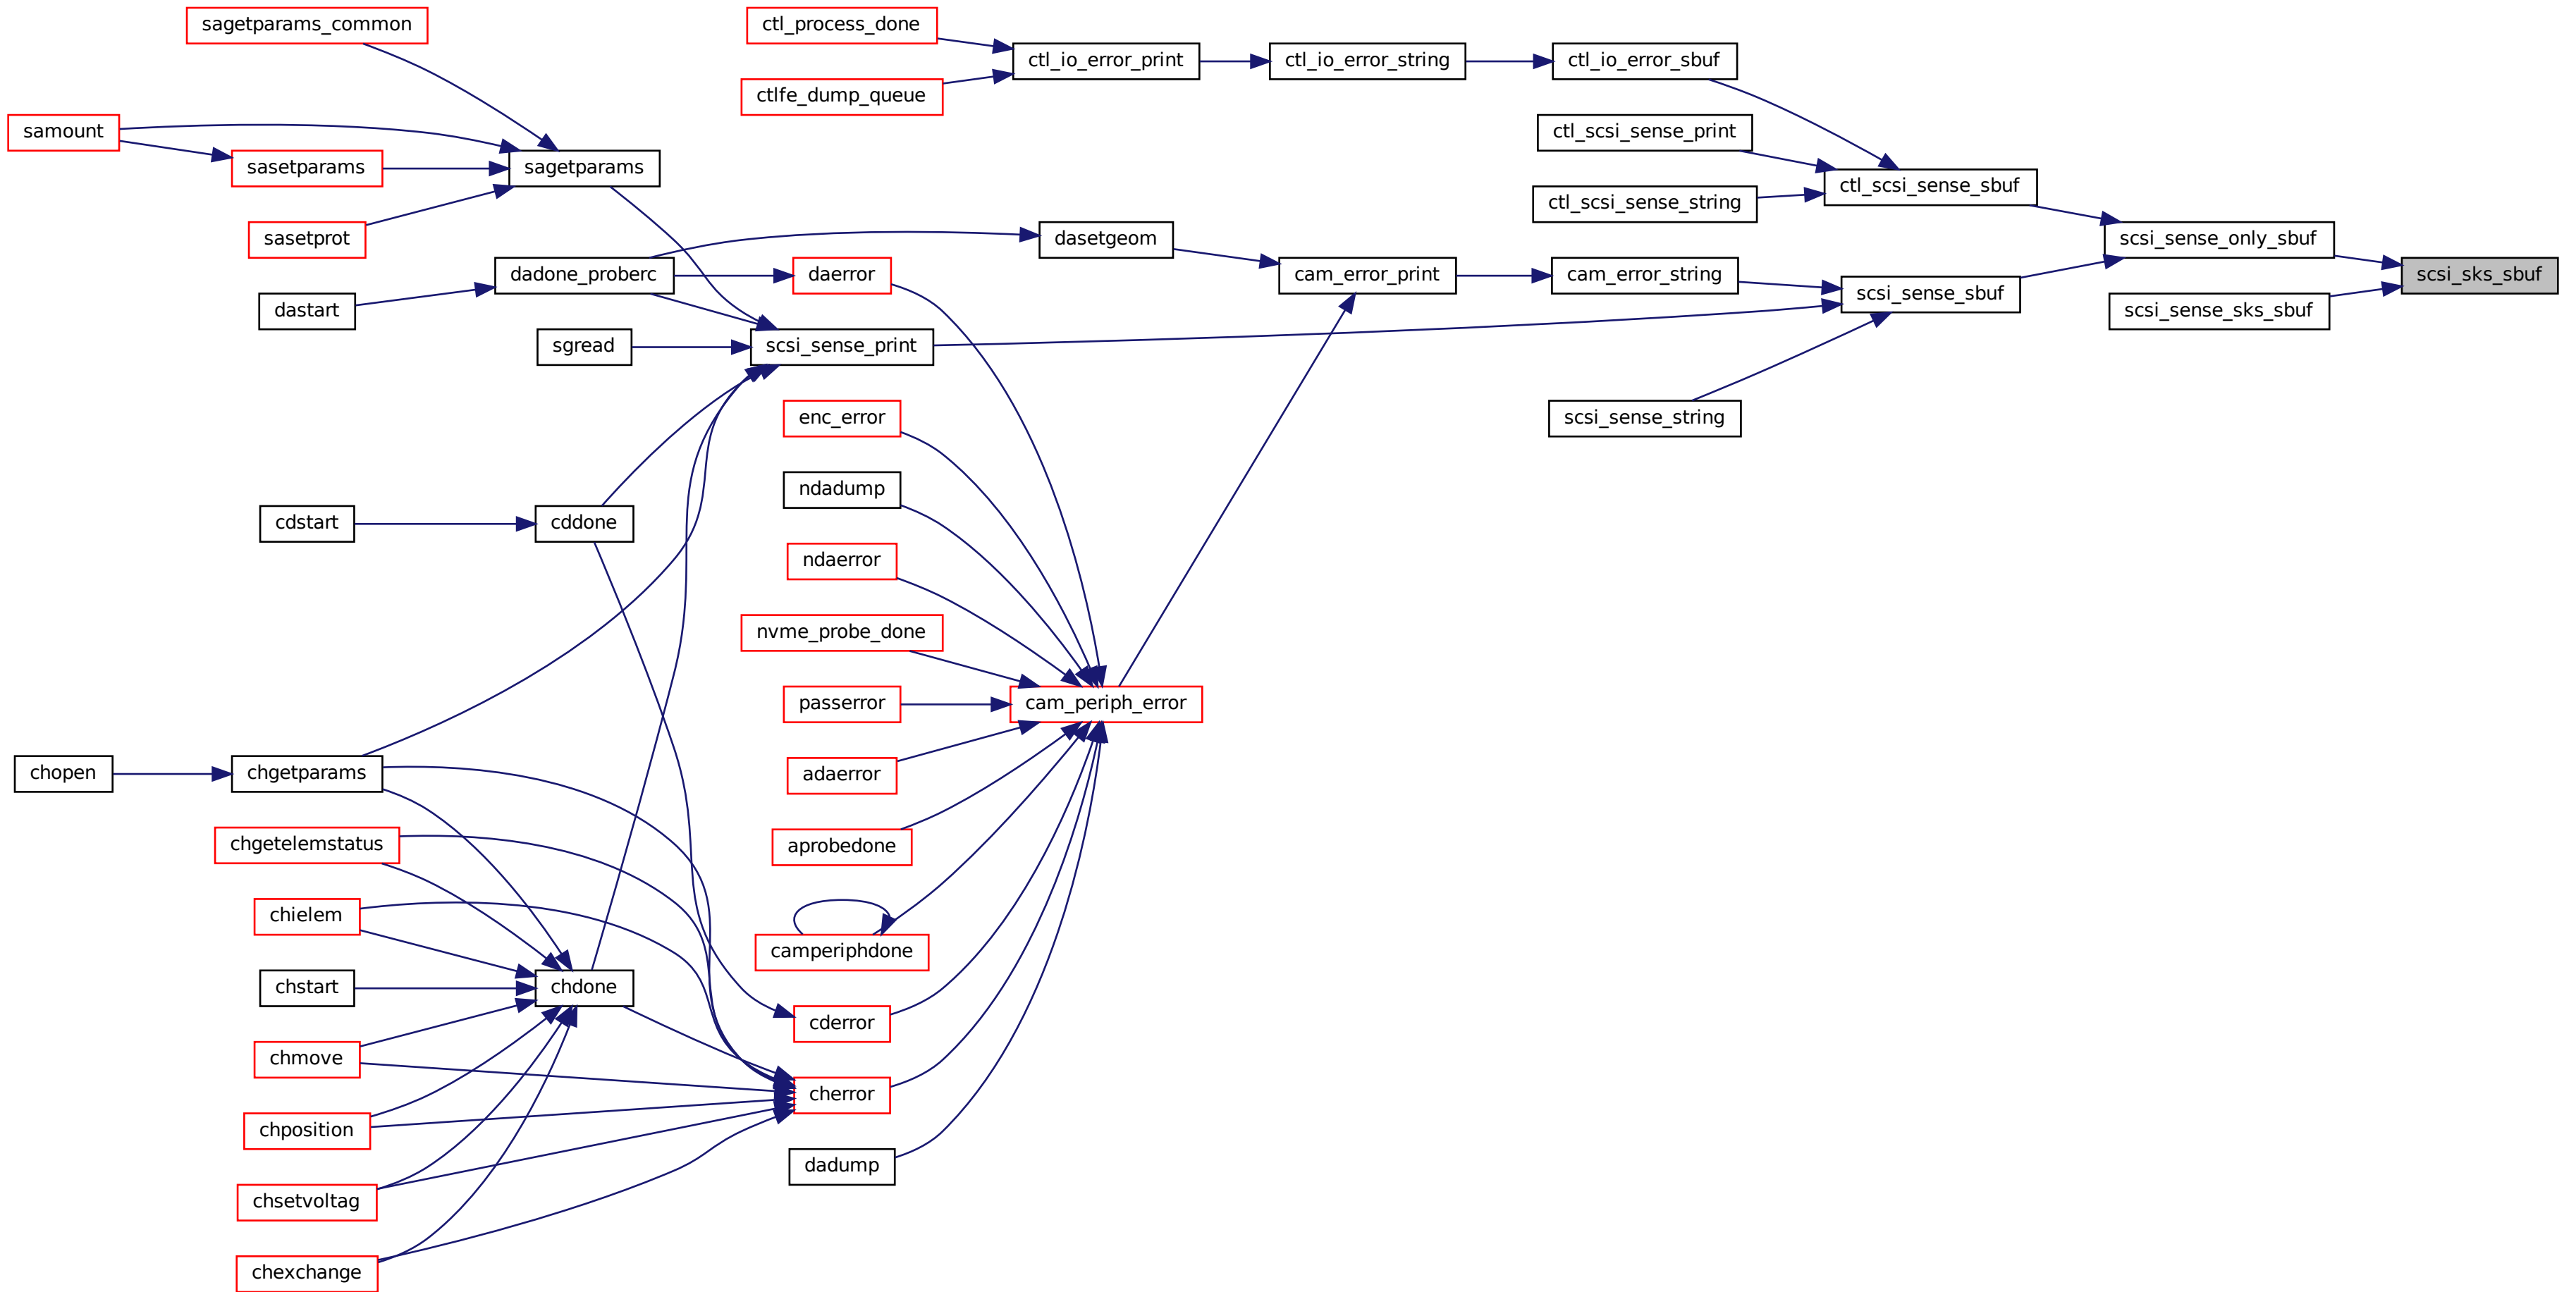 sagetparams_common
ctl_process_done
ctl_io_error_print
ctl_io_error_string
ctl_io_error_sbuf
ctlfe_dump_queue
samount
ctl_scsi_sense_print
sasetparams
sagetparams
ctl_scsi_sense_sbuf
ctl_scsi_sense_string
sasetprot
dasetgeom
scsi_sense_only_sbuf
dadone_proberc
daerror
cam_error_print
cam_error_string
scsi_sks_sbuf
scsi_sense_sbuf
dastart
scsi_sense_sks_sbuf
sgread
scsi_sense_print
enc_error
scsi_sense_string
ndadump
cdstart
cddone
ndaerror
nvme_probe_done
passerror
cam_periph_error
chopen
chgetparams
adaerror
chgetelemstatus
aprobedone
chielem
camperiphdone
chstart
chdone
cderror
chmove
cherror
chposition
dadump
chsetvoltag
chexchange